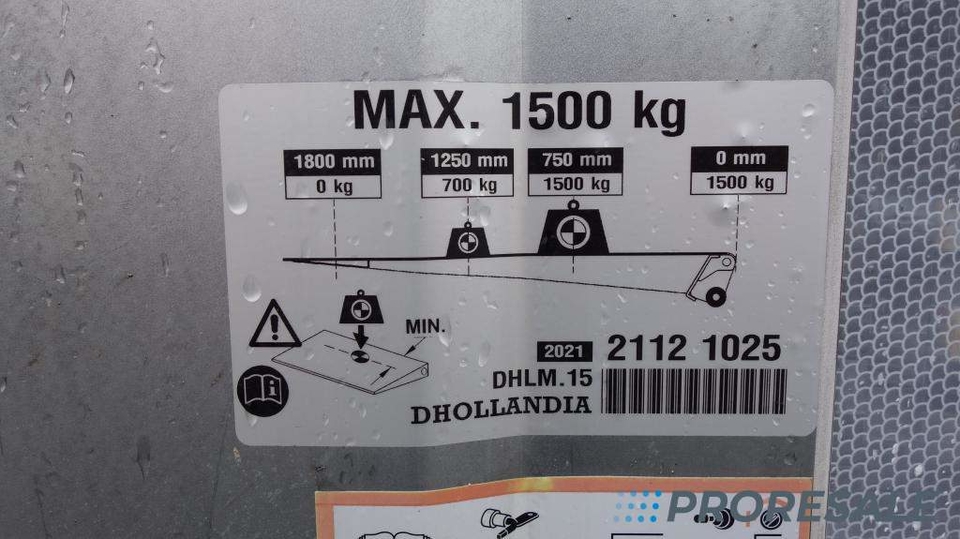 MAX. 1500 kg
1800 mm
0 kg
1250 mm
700 kg
750 mm
1500 kg
0 mm
1500 kg
MIN.
2021 2112 1025
DHLM.15
DHOLLANDIA
PRORESALE